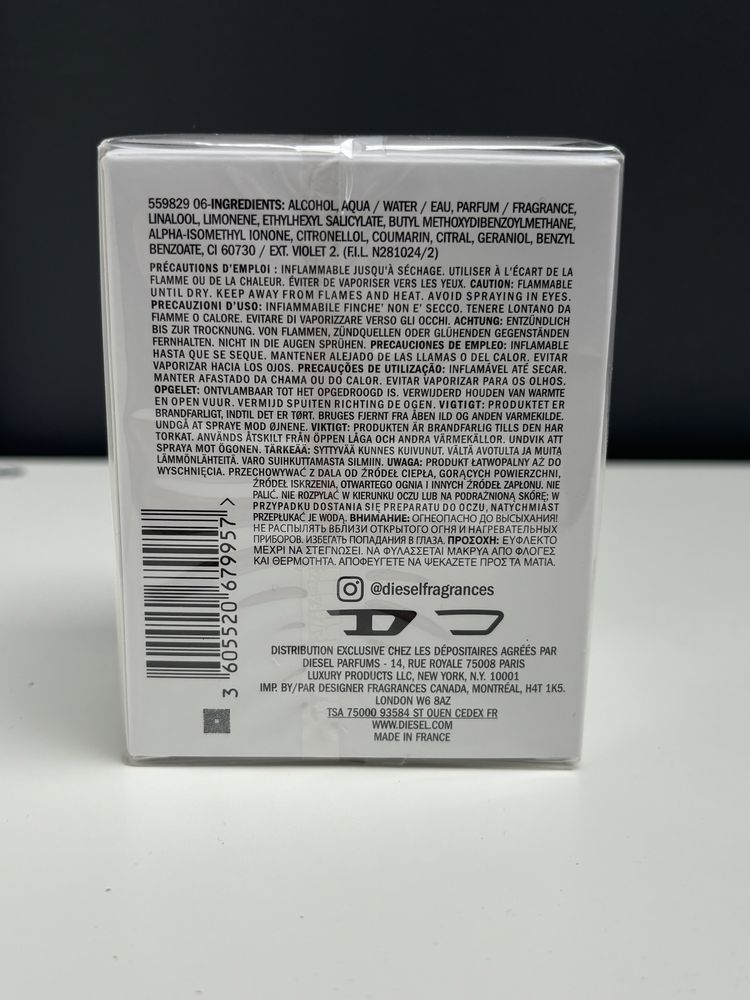 559829 06-INGREDIENTS: ALCOHOL, AQUA / WATER / EAU, PARFUM / FRAGRANCE,
LINALOOL, LIMONENE, ETHYLHEXYL SALICYLATE, BUTYL METHOXYDIBENZOYLMETHANE,
ALPHA-ISOMETHYL IONONE, CITRONELLOL, COUMARIN, CITRAL, GERANIOL, BENZYL
BENZOATE, CI 60730 / EXT. VIOLET 2. (F.I.L. N281024/2)
PRÉCAUTIONS D'EMPLOI : INFLAMMABLE JUSQU'À SÉCHAGE. UTILISER À L'ÉCART DE LA
FLAMME OU DE LA CHALEUR. ÉVITER DE VAPORISER VERS LES YEUX. CAUTION: FLAMMABLE
UNTIL DRY. KEEP AWAY FROM FLAMES AND HEAT. AVOID SPRAYING IN EYES.
PRECAUZIONI D'USO: INFIAMMABILE FINCHE' NON E' SECCO. TENERE LONTANO DA
FIAMME O CALORE. EVITARE DI VAPORIZZARE VERSO GLI OCCHI. ACHTUNG: ENTZÜNDLICH
BIS ZUR TROCKNUNG. VON FLAMMEN, ZÜNDQUELLEN ODER GLÜHENDEN GEGENSTÄNDEN
FERNHALTEN. NICHT IN DIE AUGEN SPRÜHEN. PRECAUCIONES DE EMPLEO: INFLAMABLE
HASTA QUE SE SEQUE. MANTENER ALEJADO DE LAS LLAMAS O DEL CALOR. EVITAR
VAPORIZAR HACIA LOS OJOS. PRECAUÇÕES DE UTILIZAÇÃO: INFLAMÁVEL ATÉ SECAR.
MANTER AFASTADO DA CHAMA OU DO CALOR. EVITAR VAPORIZAR PARA OS OLHOS.
OPGELET: ONTVLAMBAAR TOT HET OPGEDROOGD IS. VERWIJDERD HOUDEN VAN WARMTE
EN OPEN VUUR. VERMIJD SPUITEN RICHTING DE OGEN. VIGTIGT: PRODUKTET ER
BRANDFARLIGT, INDTIL DET ER TØRT. BRUGES FJERNT FRA ÅBEN ILD OG ANDEN VARMEKILDE.
UNDGÅ AT SPRAYE MOD ØJNENE. VIKTIGT: PRODUKTEN ÄR BRANDFARLIG TILLS DEN HAR
TORKAT. ANVÄNDS ÅTSKILT FRÅN ÖPPEN LÅGA OCH ANDRA VÄRMEKÄLLOR. UNDVIK ATT
SPRAYA MOT ÖGONEN. TÄRKEÄÄ: SYTTYVÄÄ KUNNES KUIVUNUT. VÄLTÄ AVOTULTA JA MUITA
LÄMMÖNLÄHTEITÄ. VARO SUIHKUTTAMASTA SILMIIN. UWAGA: PRODUKT ŁATWOPALNY AŻ DO
WYSCHNIĘCIA. PRZECHOWYWAĆ Z DALA OD ŹRÓDEŁ CIEPŁA, GORĄCYCH POWIERZCHNI,
ŹRÓDEŁ ISKRZENIA, OTWARTEGO OGNIA I INNYCH ŹRÓDEŁ ZAPŁONU. NIE
PALIĆ. NIE ROZPYLAĆ W KIERUNKU OCZU LUB NA PODRAŻNIONĄ SKÓRĘ; W
PRZYPADKU DOSTANIA SIĘ PREPARATU DO OCZU, NATYCHMIAST
PRZEPŁUKAĆ JE WODĄ. ВНИМАНИЕ: ОГНЕОПАСНО ДО ВЫСЫХАНИЯ!
НЕ РАСПЫЛЯТЬ ВБЛИЗИ ОТКРЫТОГО ОГНЯ И НАГРЕВАТЕЛЬНЫХ
ПРИБОРОВ. ИЗБЕГАТЬ ПОПАДАНИЯ В ГЛАЗА. ΠΡΟΣΟΧΗ: ΕΥΦΛΕΚΤΟ
ΜΕΧΡΙ ΝΑ ΣΤΕΓΝΩΣΕΙ. ΝΑ ΦΥΛΑΣΣΕΤΑΙ ΜΑΚΡΥΑ ΑΠΟ ΦΛΟΓΕΣ
ΚΑΙ ΘΕΡΜΟΤΗΤΑ. ΑΠΟΦΕΥΓΕΤΕ ΝΑ ΨΕΚΑΖΕΤΕ ΠΡΟΣ ΤΑ ΜΑΤΙΑ.
3 605520 679957 >
@dieselfragrances
D
DISTRIBUTION EXCLUSIVE CHEZ LES DÉPOSITAIRES AGRÉÉS PAR
DIESEL PARFUMS - 14, RUE ROYALE 75008 PARIS
LUXURY PRODUCTS LLC, NEW YORK, N.Y. 10001
IMP. BY/PAR DESIGNER FRAGRANCES CANADA, MONTRÉAL, H4T 1K5.
LONDON W6 8AZ
TSA 75000 93584 ST OUEN CEDEX FR
WWW.DIESEL.COM
MADE IN FRANCE